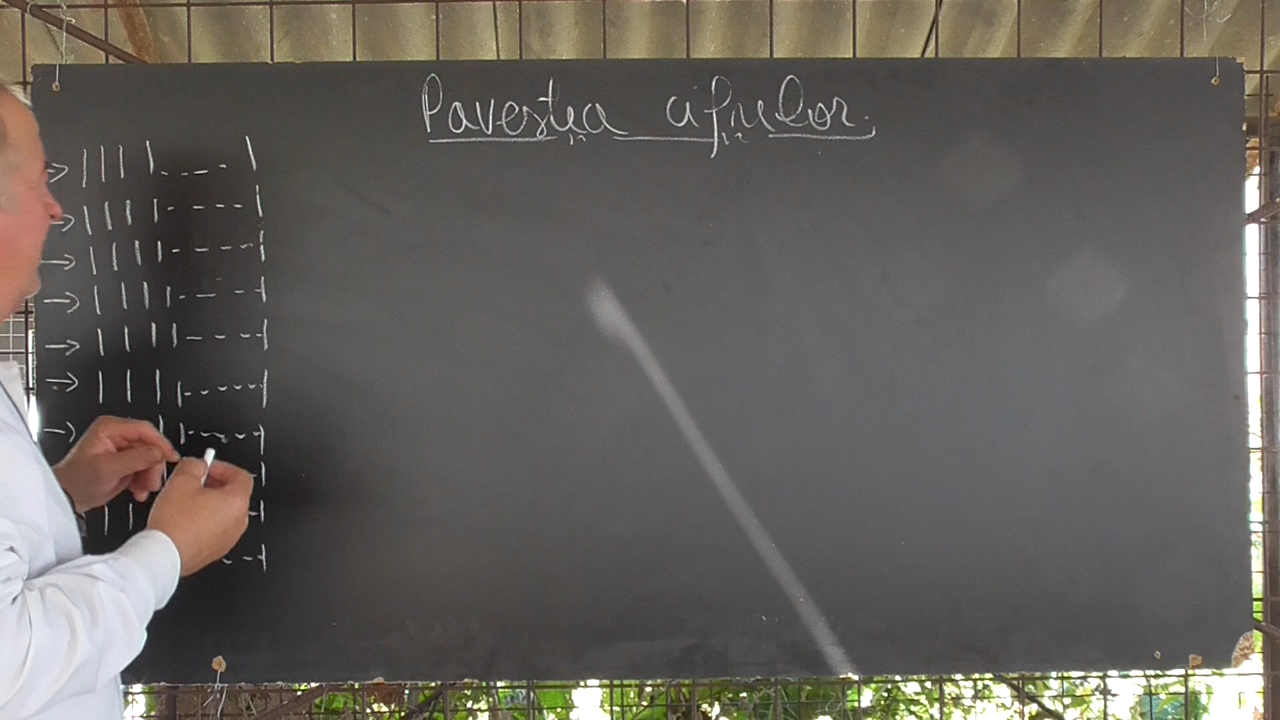 Povestea cifrelor.
→ | | | | - - - - |
→ | | | | - - - - - |
→ | | | | - - - - - |
→ | | | | - - - - |
→ | | | | - - - - |
→ | | | | - - - - - |
→